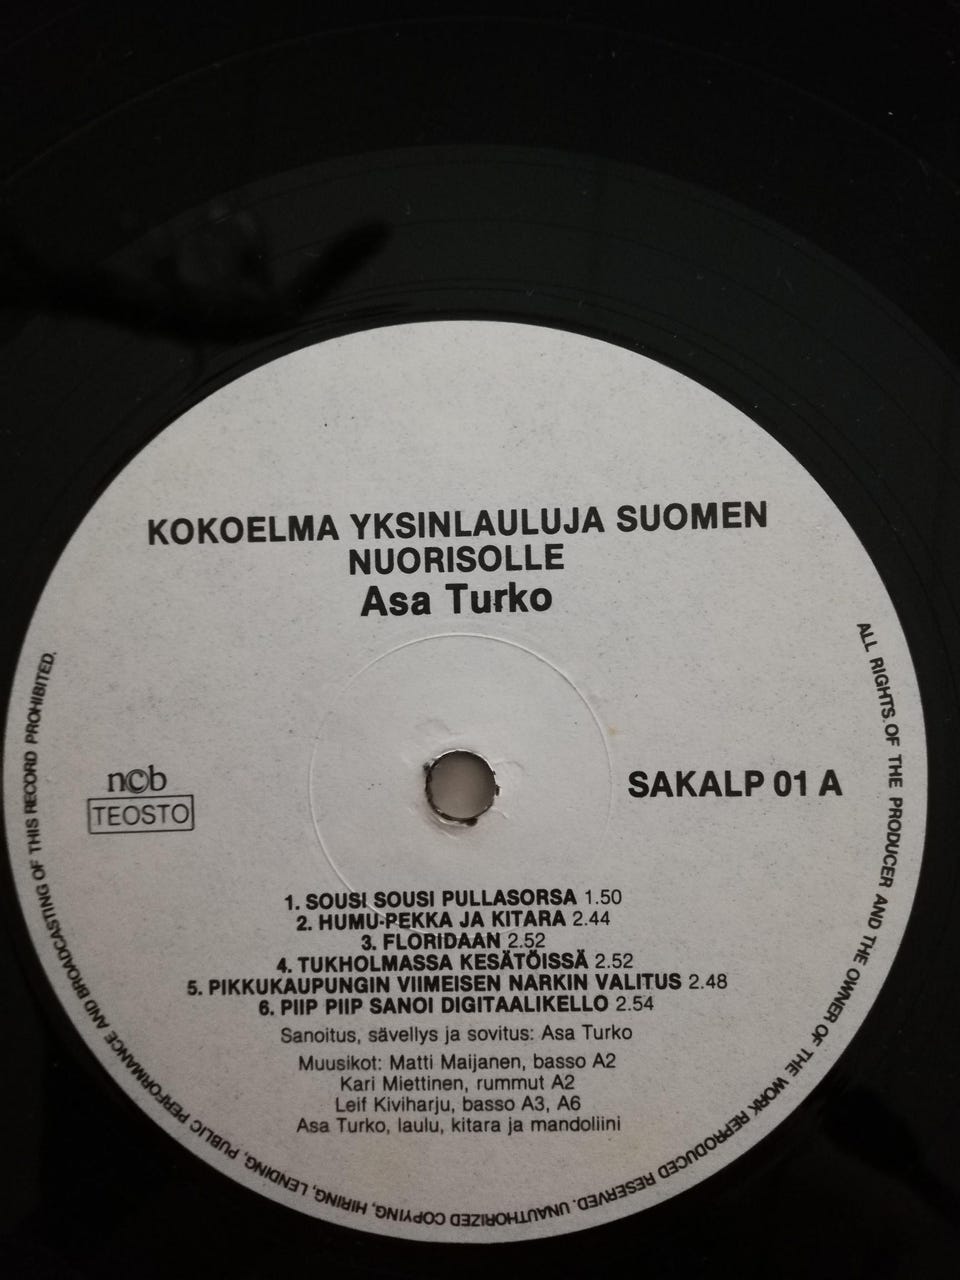 KOKOELMA YKSINLAULUJA SUOMEN
NUORISOLLE
Asa Turko
ncb
TEOSTO
SAKALP 01 A
1. SOUSI SOUSI PULLASORSA 1.50
2. HUMU-PEKKA JA KITARA 2.44
3. FLORIDAAN 2.52
4. TUKHOLMASSA KESÄTÖISSÄ 2.52
5. PIKKUKAUPUNGIN VIIMEISEN NARKIN VALITUS 2.48
6. PIIP PIIP SANOI DIGITAALIKELLO 2.54
Sanoitus, sävellys ja sovitus: Asa Turko
Muusikot: Matti Maijanen, basso A2
Kari Miettinen, rummut A2
Leif Kiviharju, basso A3, A6
Asa Turko, laulu, kitara ja mandoliini
ALL RIGHTS OF THE PRODUCER AND THE OWNER OF THE WORK REPRODUCED RESERVED. UNAUTHORIZED COPYING, HIRING, LENDING, PUBLIC PERFORMANCE AND BROADCASTING OF THIS RECORD PROHIBITED.